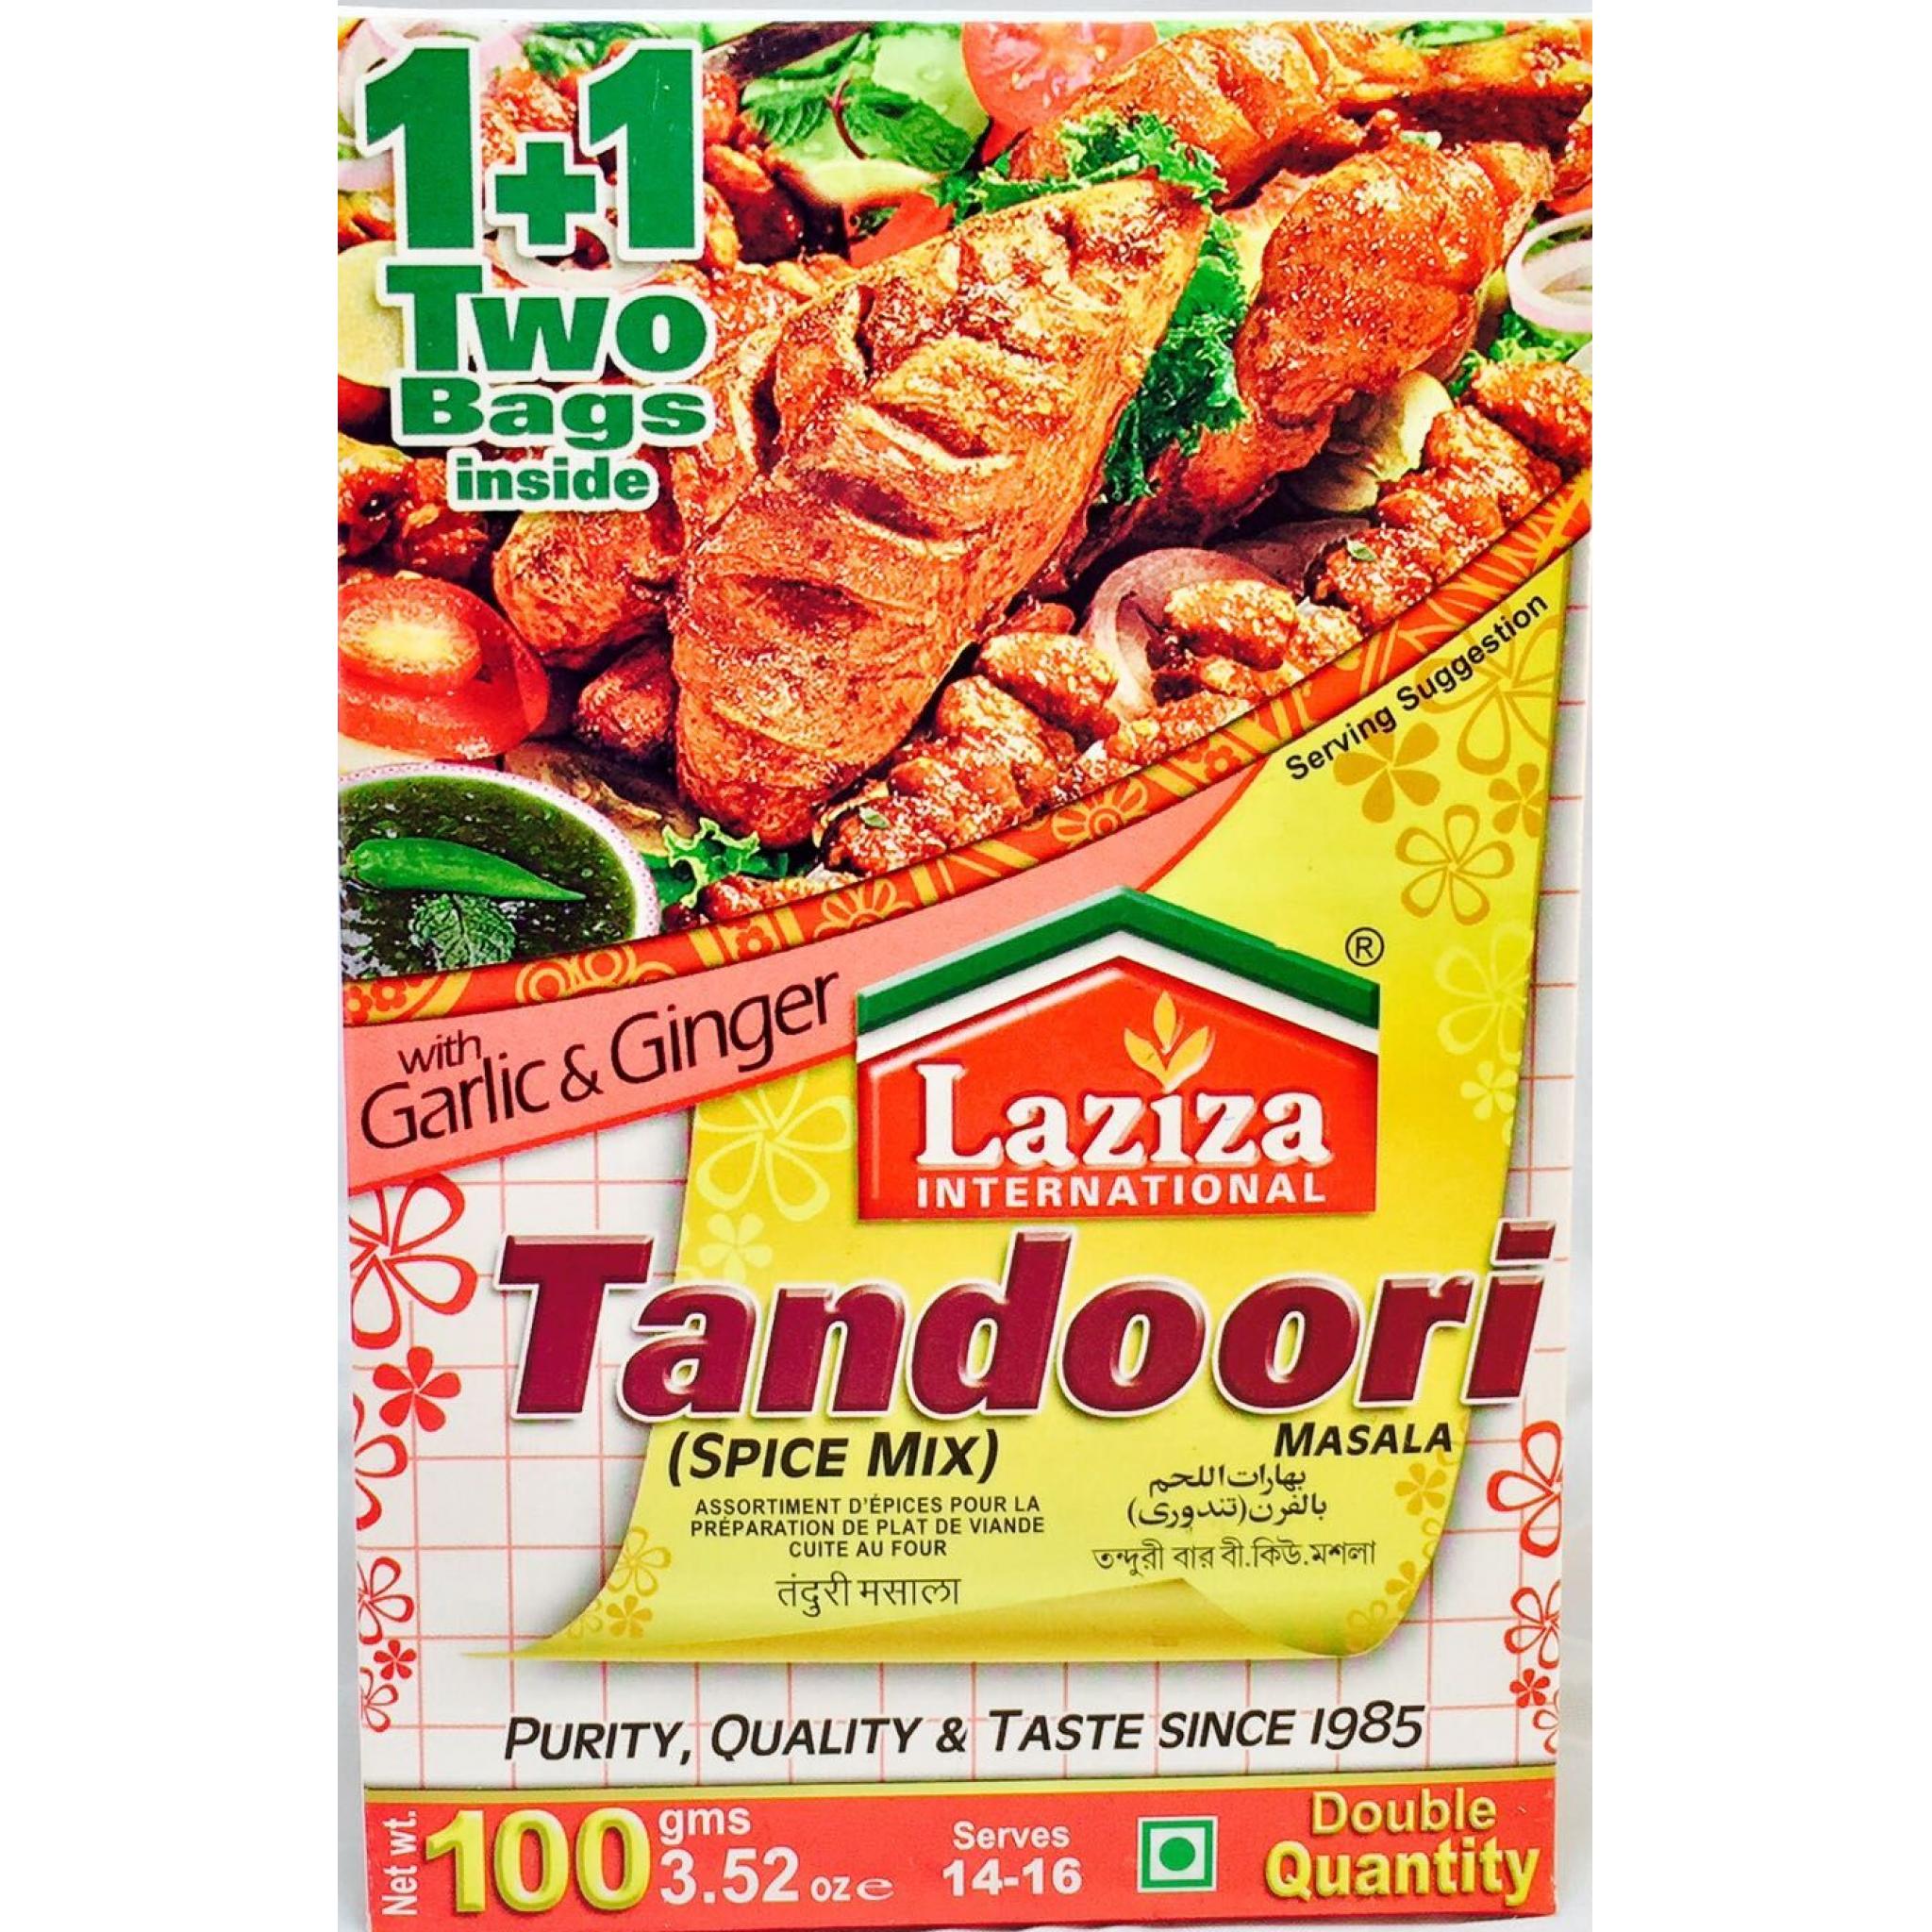 1+1
Two
Bags
inside
Serving Suggestion
with
Garlic & Ginger
®
Laziza
INTERNATIONAL
Tandoori
(SPICE MIX)
MASALA
ASSORTIMENT D'ÉPICES POUR LA
PRÉPARATION DE PLAT DE VIANDE
CUITE AU FOUR
तंदुरी मसाला
بهارات اللحم
بالفرن (تندوری)
তন্দুরী বার বী.কিউ.মশলা
PURITY, QUALITY & TASTE SINCE 1985
Net wt.
100 gms
3.52 oz e
Serves
14-16
Double
Quantity